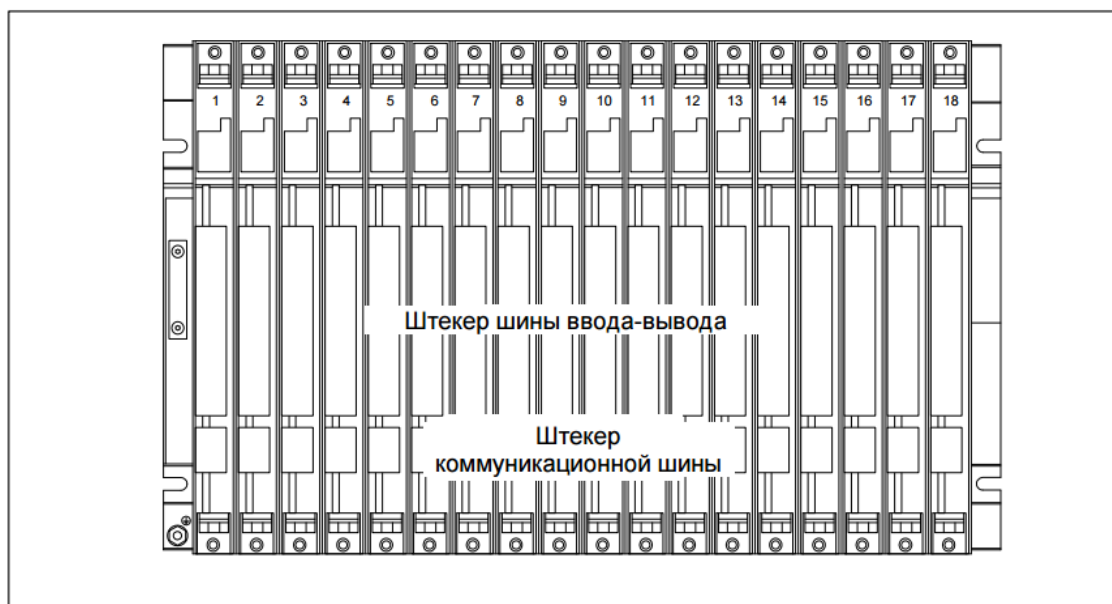 1 2 3 4 5 6 7 8 9 10 11 12 13 14 15 16 17 18
Штекер шины ввода-вывода
Штекер
коммуникационной шины